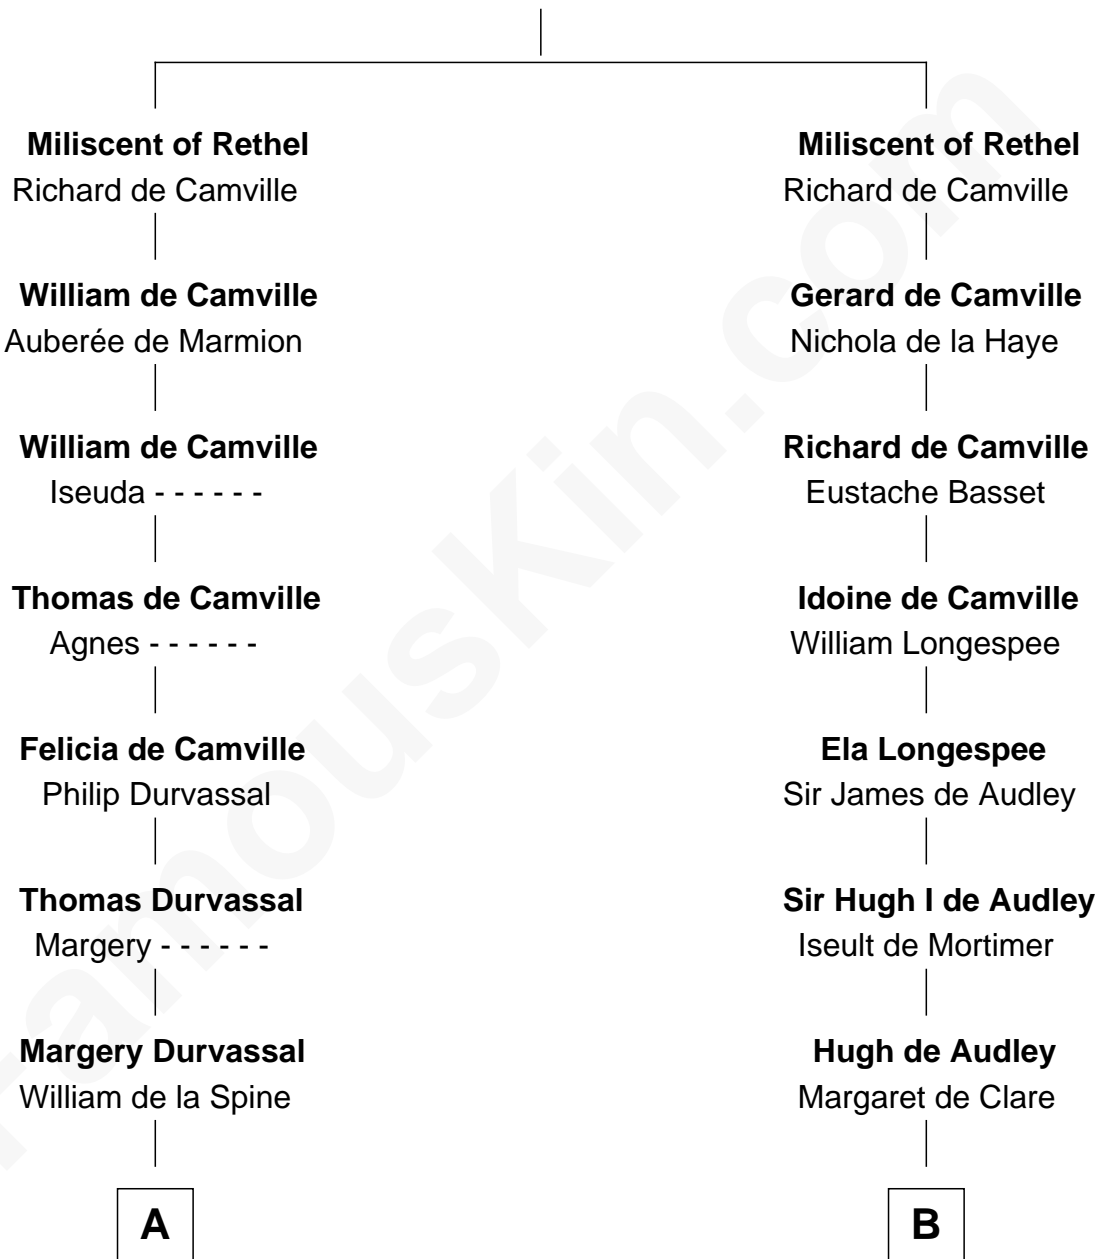 Miliscent of Rethel
Richard de Camville
William de Camville
Auberée de Marmion
William de Camville
Iseuda - - - - - -
Thomas de Camville
Agnes - - - - - -
Felicia de Camville
Philip Durvassal
Thomas Durvassal
Margery - - - - - -
Margery Durvassal
William de la Spine
A
Miliscent of Rethel
Richard de Camville
Gerard de Camville
Nichola de la Haye
Richard de Camville
Eustache Basset
Idoine de Camville
William Longespee
Ela Longespee
Sir James de Audley
Sir Hugh I de Audley
Iseult de Mortimer
Hugh de Audley
Margaret de Clare
B
FamousKin.com